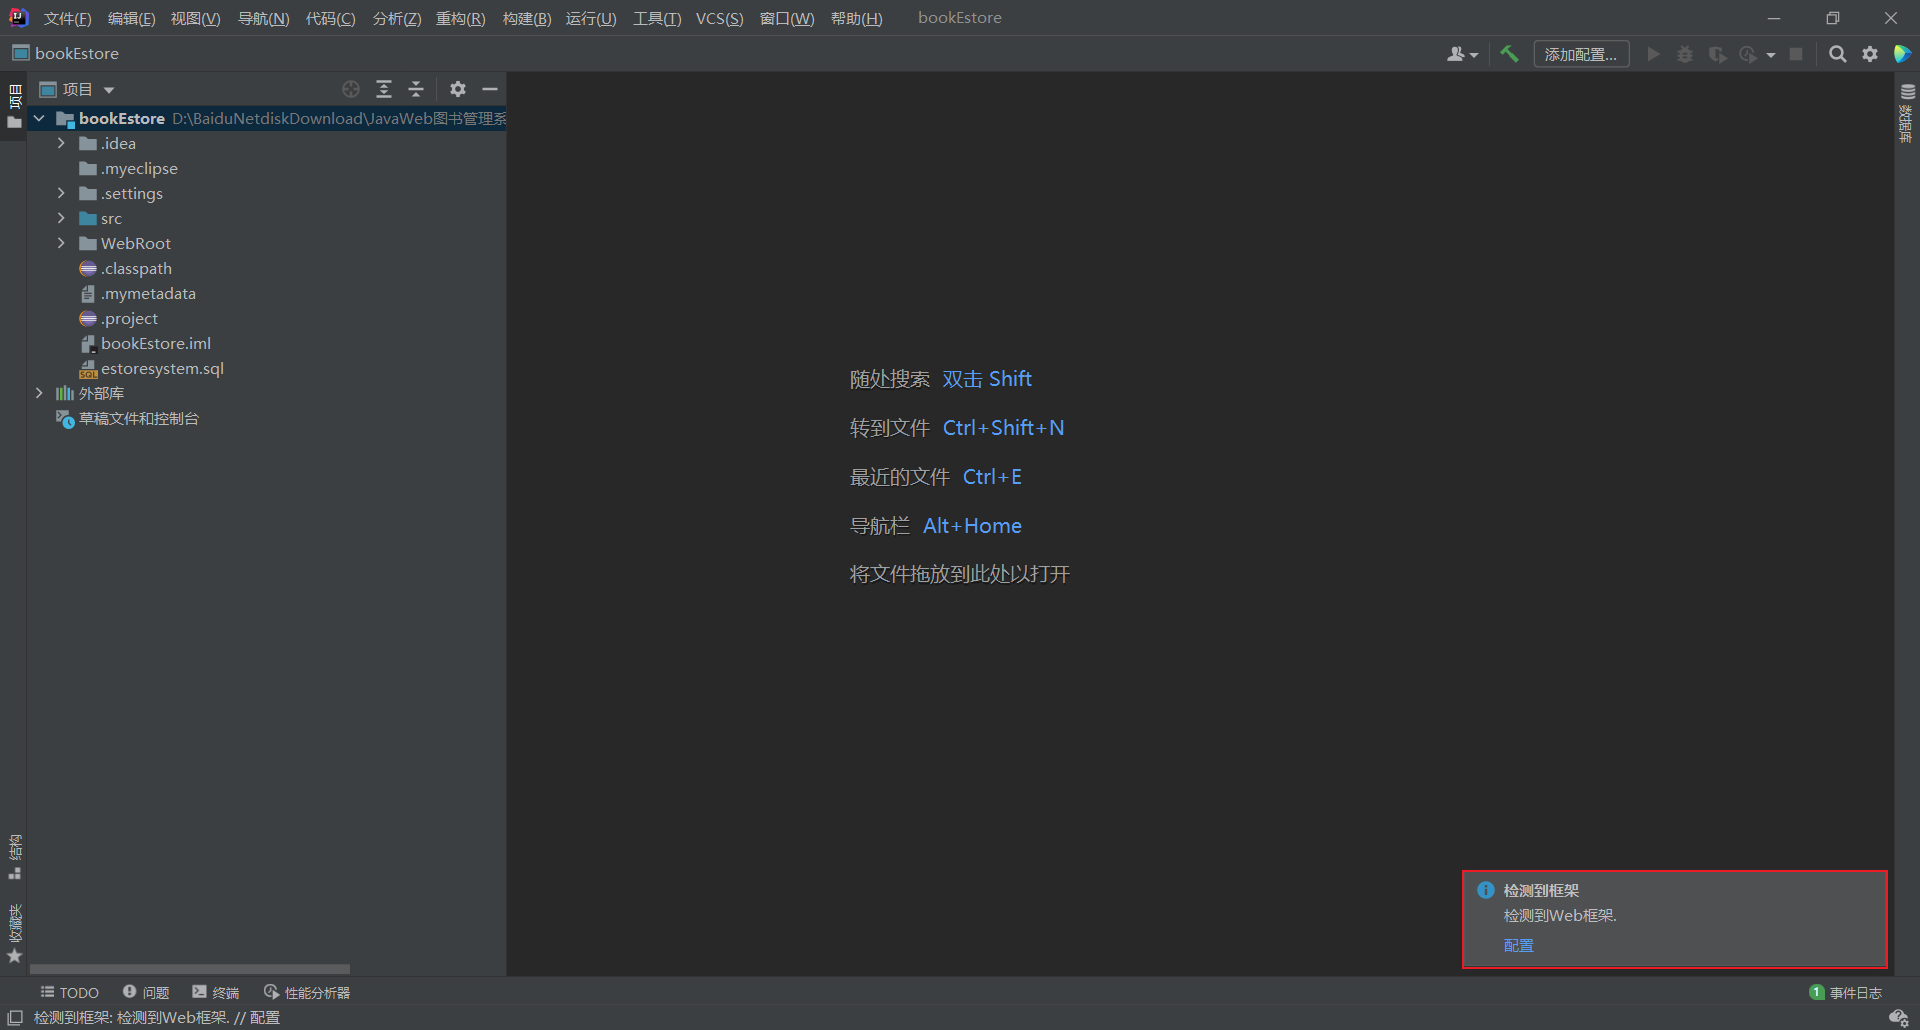 文件(F) 编辑(E) 视图(V) 导航(N) 代码(C) 分析(Z) 重构(R) 构建(B) 运行(U) 工具(T) VCS(S) 窗口(W) 帮助(H) bookEstore
bookEstore 添加配置...
项目
项目
数据库
bookEstore D:\BaiduNetdiskDownload\JavaWeb图书管理系
.idea
.myeclipse
.settings
src
WebRoot
.classpath
.mymetadata
.project
bookEstore.iml
estoresystem.sql
外部库
草稿文件和控制台
随处搜索 双击 Shift
转到文件 Ctrl+Shift+N
最近的文件 Ctrl+E
导航栏 Alt+Home
将文件拖放到此处以打开
结构
收藏夹
检测到框架
检测到Web框架.
配置
TODO 问题 终端 性能分析器 1 事件日志
检测到框架: 检测到Web框架. // 配置